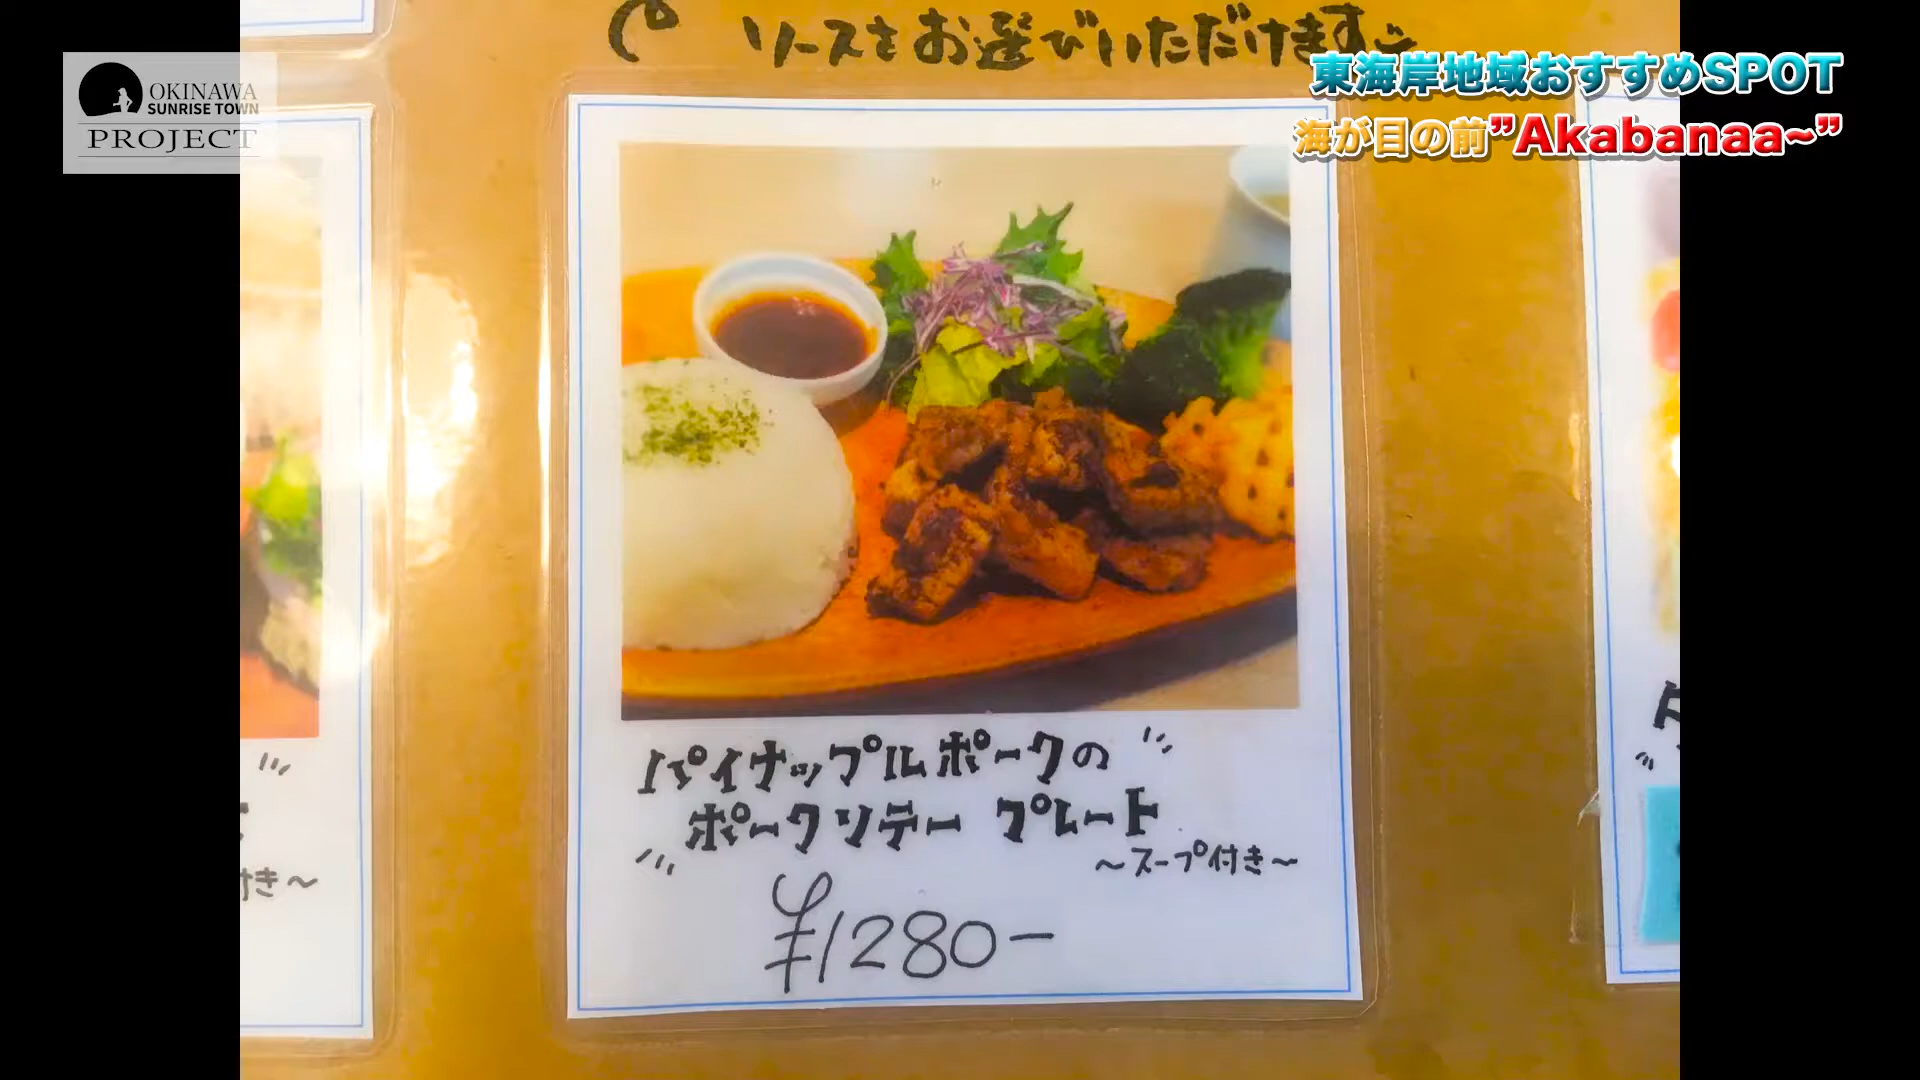 ソースをお選びいただけます
OKINAWA
SUNRISE TOWN
PROJECT
東海岸地域おすすめSPOT
海が目の前”Akabanaa~”
パイナップルポークの
ポークソテー プレート
~スープ付き~
¥1280-
付き~